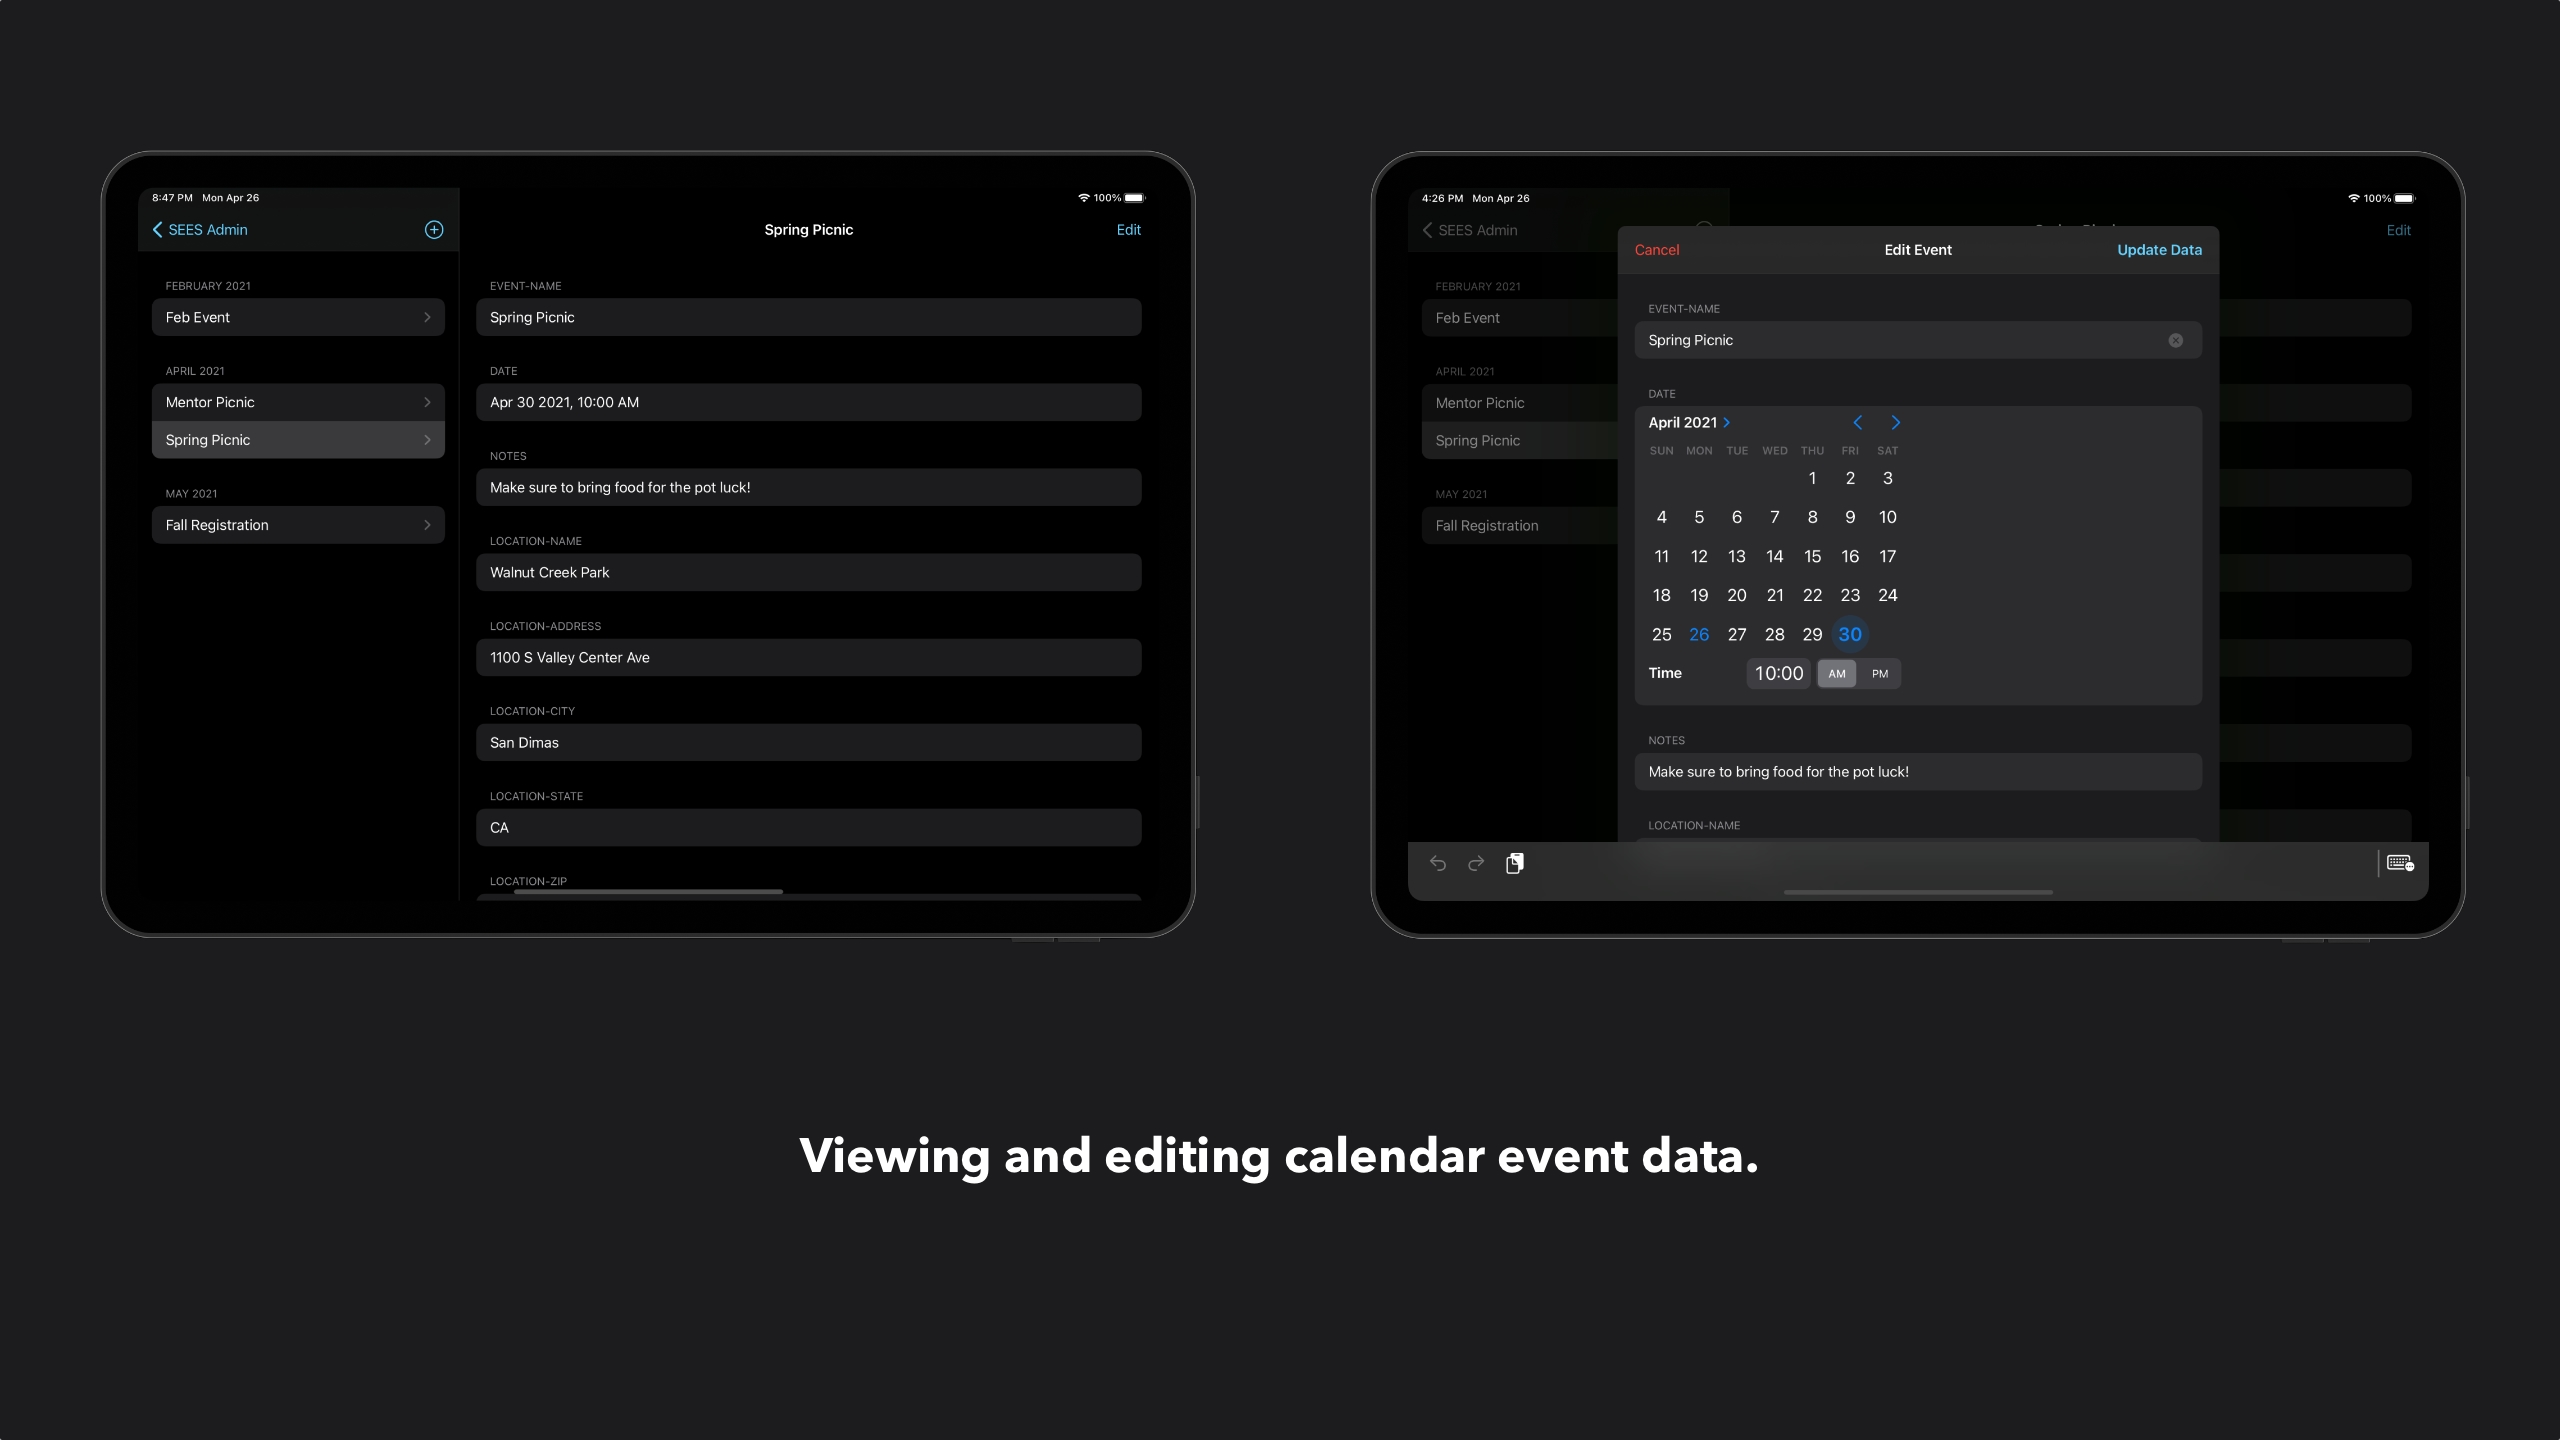 8:47 PM Mon Apr 26
100%
SEES Admin
Spring Picnic
Edit
FEBRUARY 2021
Feb Event
APRIL 2021
Mentor Picnic
Spring Picnic
MAY 2021
Fall Registration
EVENT-NAME
Spring Picnic
DATE
Apr 30 2021, 10:00 AM
NOTES
Make sure to bring food for the pot luck!
LOCATION-NAME
Walnut Creek Park
LOCATION-ADDRESS
1100 S Valley Center Ave
LOCATION-CITY
San Dimas
LOCATION-STATE
CA
LOCATION-ZIP
4:26 PM Mon Apr 26
100%
SEES Admin
Edit
FEBRUARY 2021
Feb Event
APRIL 2021
Mentor Picnic
Spring Picnic
MAY 2021
Fall Registration
Cancel
Edit Event
Update Data
EVENT-NAME
Spring Picnic
DATE
April 2021
SUN MON TUE WED THU FRI SAT
1 2 3
4 5 6 7 8 9 10
11 12 13 14 15 16 17
18 19 20 21 22 23 24
25 26 27 28 29 30
Time 10:00 AM PM
NOTES
Make sure to bring food for the pot luck!
LOCATION-NAME
Viewing and editing calendar event data.